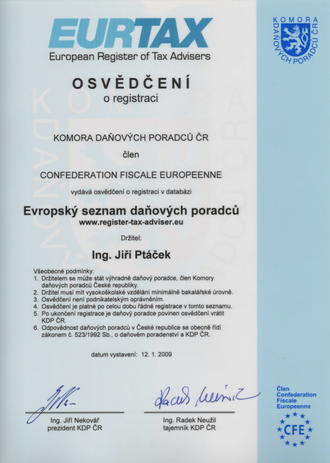 EURTAX
European Register of Tax Advisers
KOMORA
DAŇOVÝCH PORADCŮ ČR
OSVĚDČENÍ
o registraci
KOMORA DAŇOVÝCH PORADCŮ ČR
člen
CONFEDERATION FISCALE EUROPEENNE
vydává osvědčení o registraci v databázi
Evropský seznam daňových poradců
www.register-tax-adviser.eu
Držitel:
Ing. Jiří Ptáček
Všeobecné podmínky:
1. Držitelem se může stát výhradně daňový poradce, člen Komory
daňových poradců České republiky.
2. Držitel musí mít vysokoškolské vzdělání minimálně bakalářské úrovně.
3. Osvědčení není podnikatelským oprávněním.
4. Osvědčení je platné po celou dobu řádné registrace v tomto seznamu.
5. Po ukončení registrace je daňový poradce povinen osvědčení vrátit
KDP ČR.
6. Odpovědnost daňových poradců v České republice se obecně řídí
zákonem č. 523/1992 Sb., o daňovém poradenství a KDP ČR.
datum vystavení: 12. 1. 2009
Ing. Jiří Nekovář
prezident KDP ČR
Ing. Radek Neužil
tajemník KDP ČR
Člen
Confederation
Fiscale
Europeenne
CFE